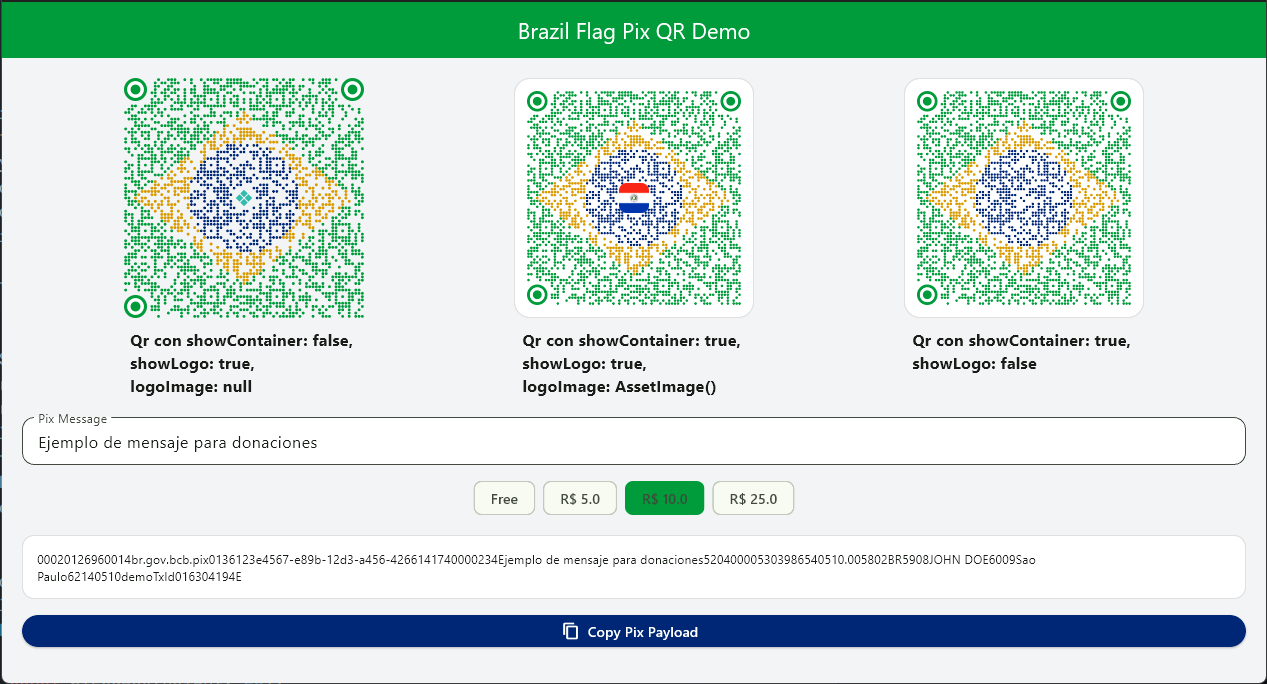 Brazil Flag Pix QR Demo
Qr con showContainer: false,
showLogo: true,
logoImage: null
Qr con showContainer: true,
showLogo: true,
logoImage: AssetImage()
Qr con showContainer: true,
showLogo: false
Pix Message
Ejemplo de mensaje para donaciones
Free
R$ 5.0
R$ 10.0
R$ 25.0
00020126960014br.gov.bcb.pix0136123e4567-e89b-12d3-a456-4266141740000234Ejemplo de mensaje para donaciones520400005303986540510.005802BR5908JOHN DOE6009Sao
Paulo62140510demoTxId016304194E
Copy Pix Payload